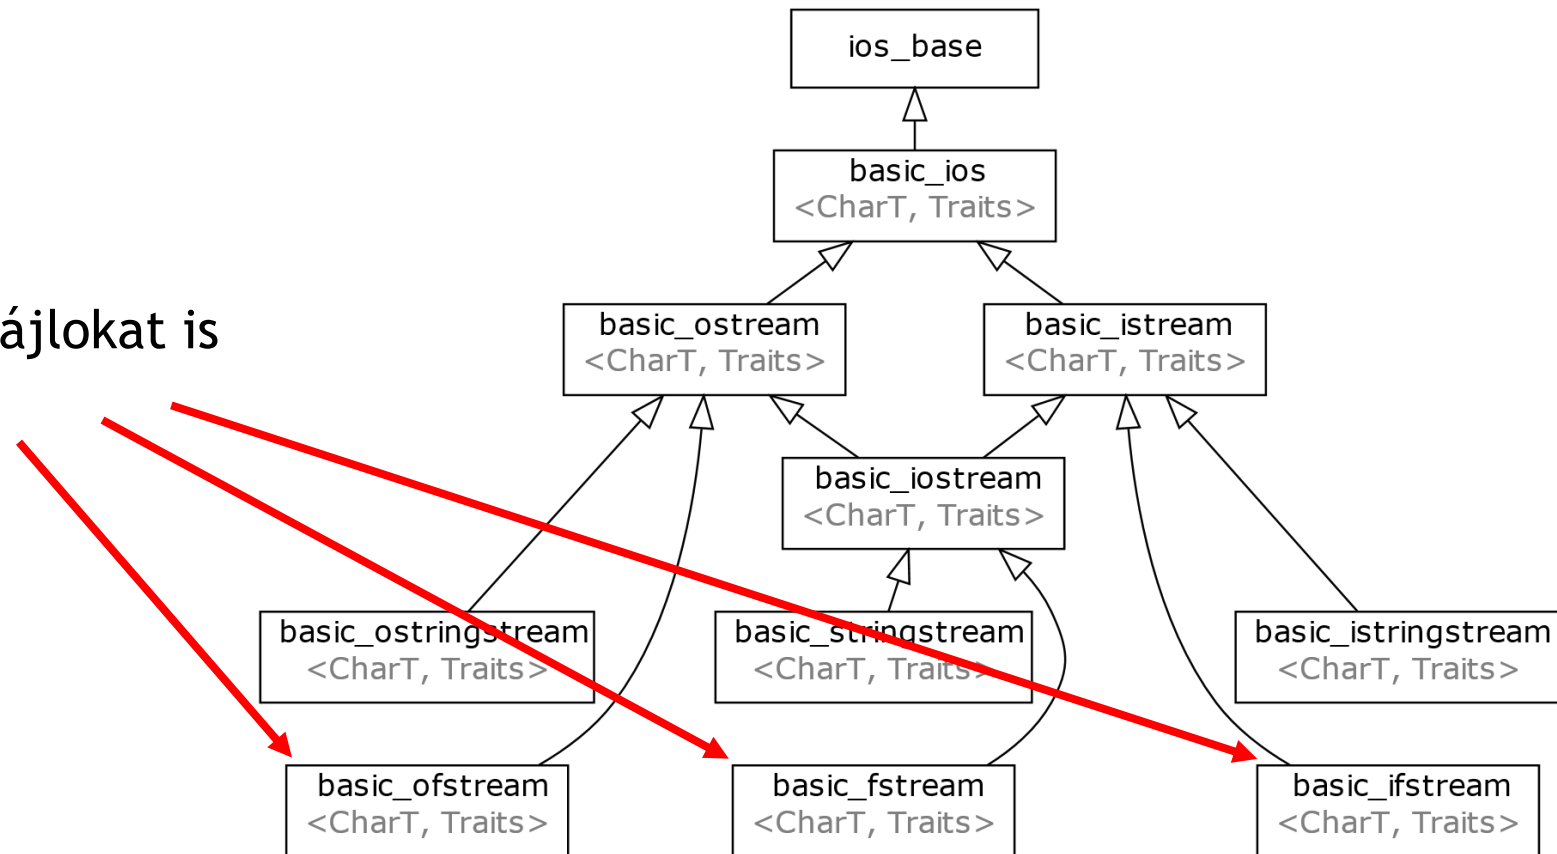 ios_base
basic_ios
<CharT, Traits>
ájlokat is
basic_ostream
<CharT, Traits>
basic_istream
<CharT, Traits>
basic_iostream
<CharT, Traits>
basic_ostringstream
<CharT, Traits>
basic_stringstream
<CharT, Traits>
basic_istringstream
<CharT, Traits>
basic_ofstream
<CharT, Traits>
basic_fstream
<CharT, Traits>
basic_ifstream
<CharT, Traits>